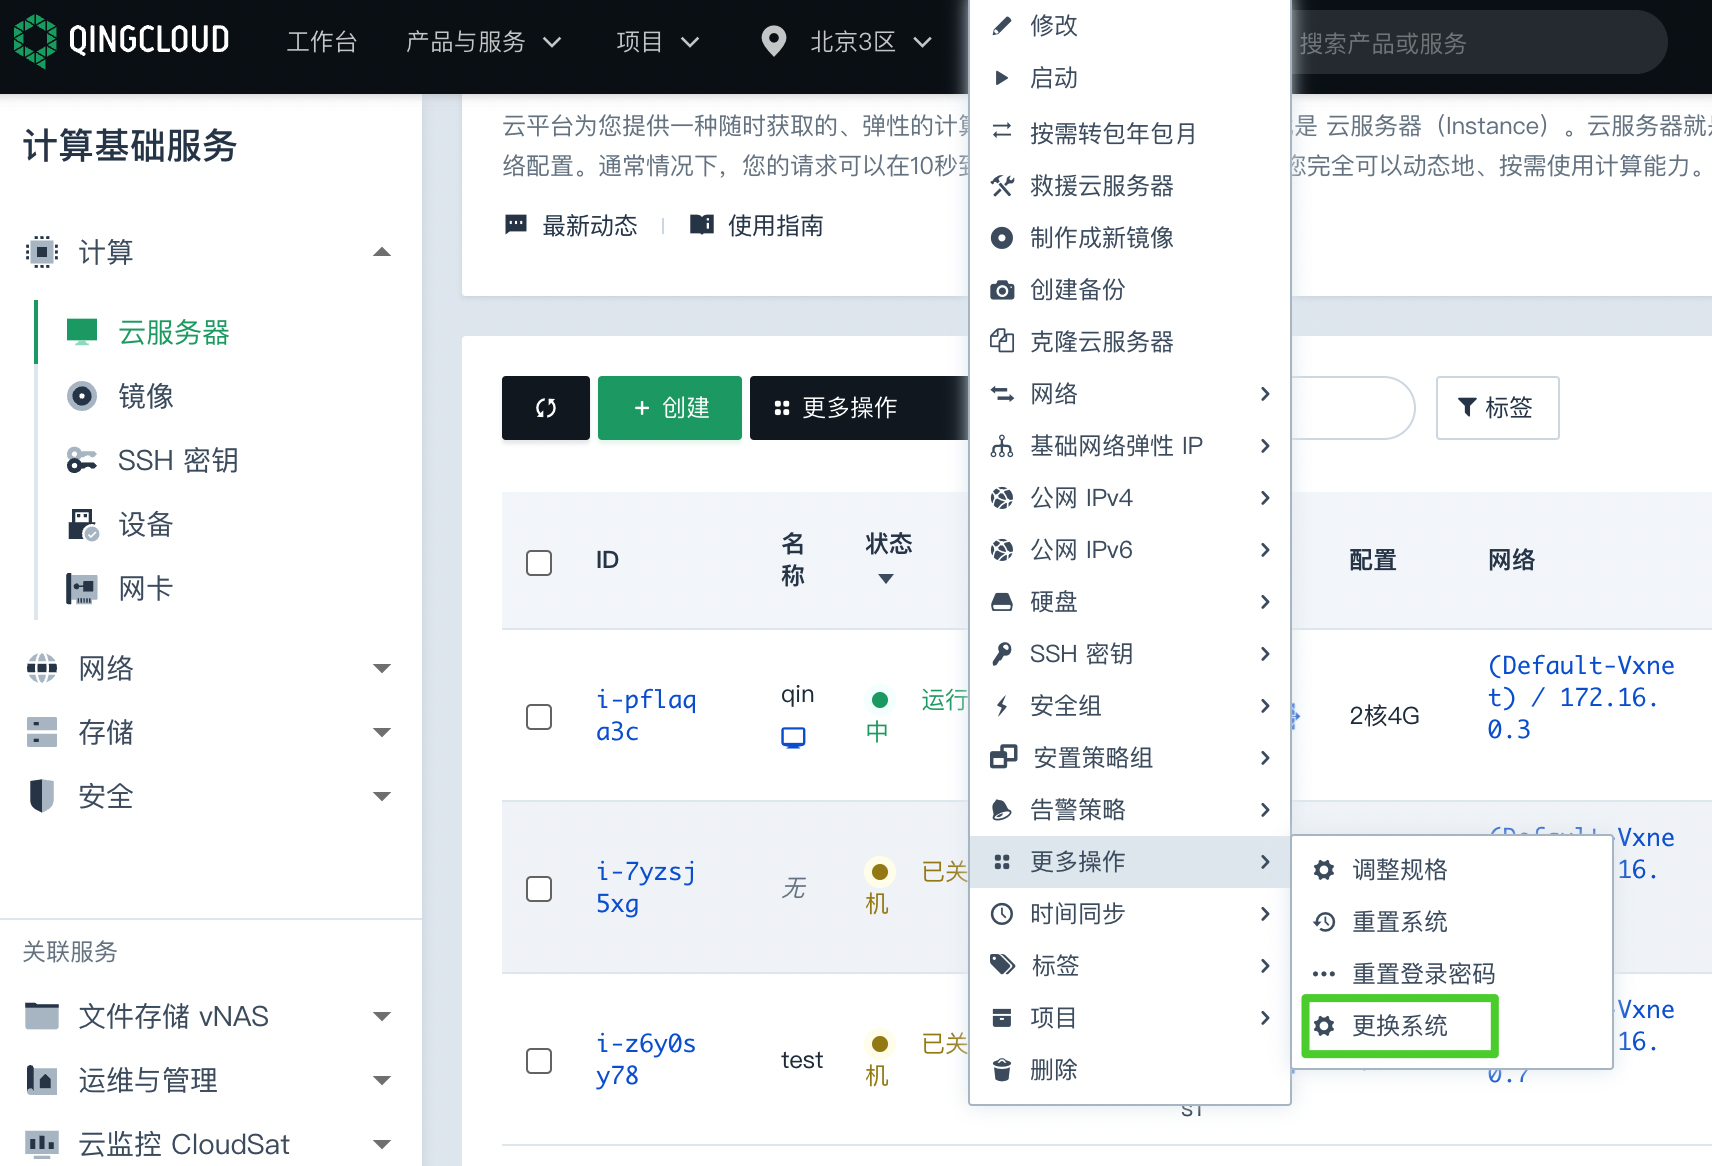 QINGCLOUD
工作台
产品与服务
项目
北京3区
搜索产品或服务
计算基础服务
计算
云服务器
镜像
SSH 密钥
设备
网卡
网络
存储
安全
关联服务
文件存储 vNAS
运维与管理
云监控 CloudSat
云平台为您提供一种随时获取的、弹性的计
是 云服务器（Instance）。云服务器就
络配置。通常情况下，您的请求可以在10秒
您完全可以动态地、按需使用计算能力。
最新动态
使用指南
+ 创建
更多操作
标签
ID
名称
状态
配置
网络
i-pflaqa3c
qin
运行中
2核4G
(Default-Vxnet) / 172.16.0.3
i-7yzsj5xg
无
已关机
-Vxne
16.
i-z6y0sy78
test
已关机
-Vxne
16.
0.7
修改
启动
按需转包年包月
救援云服务器
制作成新镜像
创建备份
克隆云服务器
网络
基础网络弹性 IP
公网 IPv4
公网 IPv6
硬盘
SSH 密钥
安全组
安置策略组
告警策略
更多操作
时间同步
标签
项目
删除
调整规格
重置系统
重置登录密码
更换系统